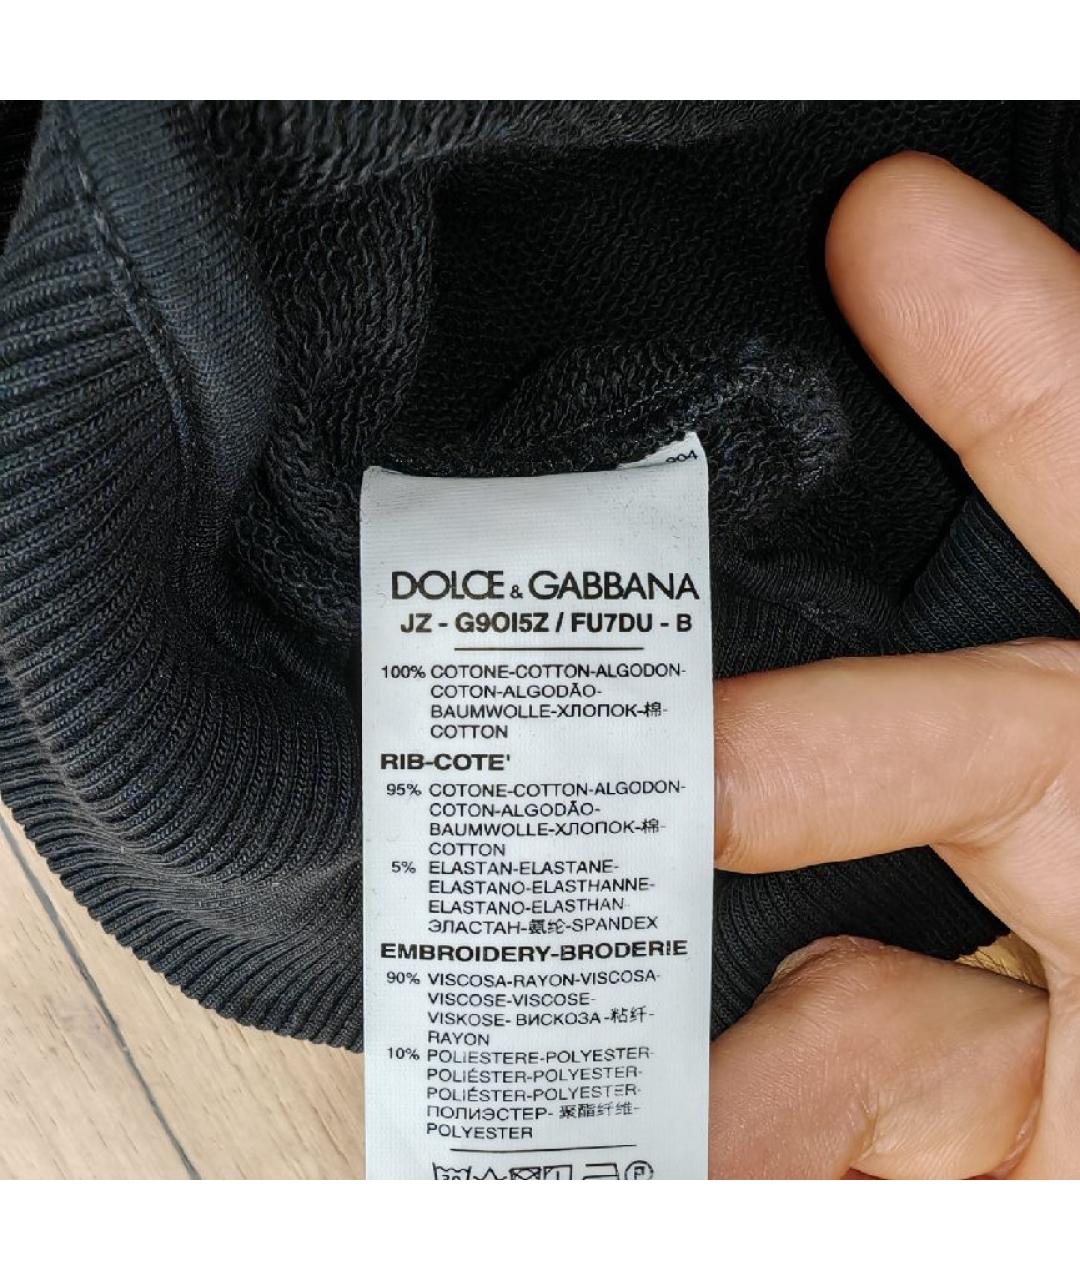 904
DOLCE & GABBANA
JZ - G9OI5Z / FU7DU - B
100% COTONE-COTTON-ALGODON-
COTON-ALGODÃO-
BAUMWOLLE-ХЛОПОК-棉-
COTTON
RIB-COTE'
95% COTONE-COTTON-ALGODON-
COTON-ALGODÃO-
BAUMWOLLE-ХЛОПОК-棉-
COTTON
5% ELASTAN-ELASTANE-
ELASTANO-ELASTHANNE-
ELASTANO-ELASTHAN-
ЭЛАСТАН-氨纶-SPANDEX
EMBROIDERY-BRODERIE
90% VISCOSA-RAYON-VISCOSA-
VISCOSE-VISCOSE-
VISKOSE- ВИСКОЗА-粘纤-
RAYON
10% POLIESTERE-POLYESTER-
POLIÉSTER-POLYESTER-
POLIÉSTER-POLYESTER-
ПОЛИЭСТЕР- 聚酯纤维-
POLYESTER
30 P